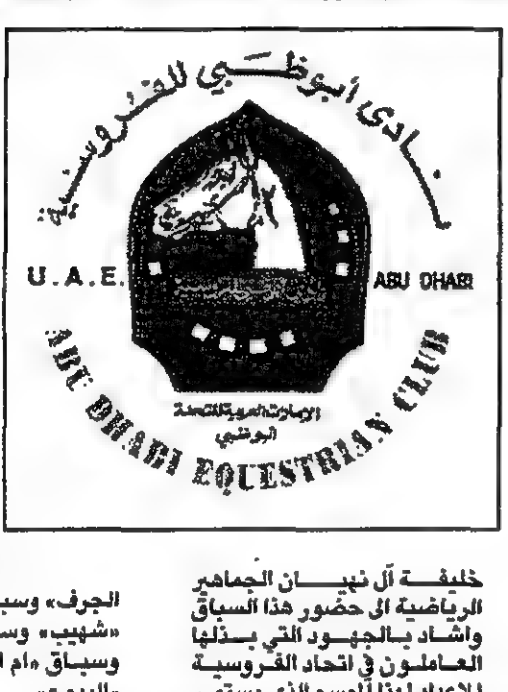 نادي أبوظبي للفروسية
U.A.E.
ABU DHABI
الإمارات العربية المتحدة
أبوظبي
ABU DHABI EQUESTRIAN CLUB
خليفة آل نهيان الجماهير
الرياضية الى حضور هذا السباق
واشاد بالجهود التي يبذلها
العاملون في اتحاد الفروسية
الجرف» وسبا
«شهيب» وس
وسباق «ام ا